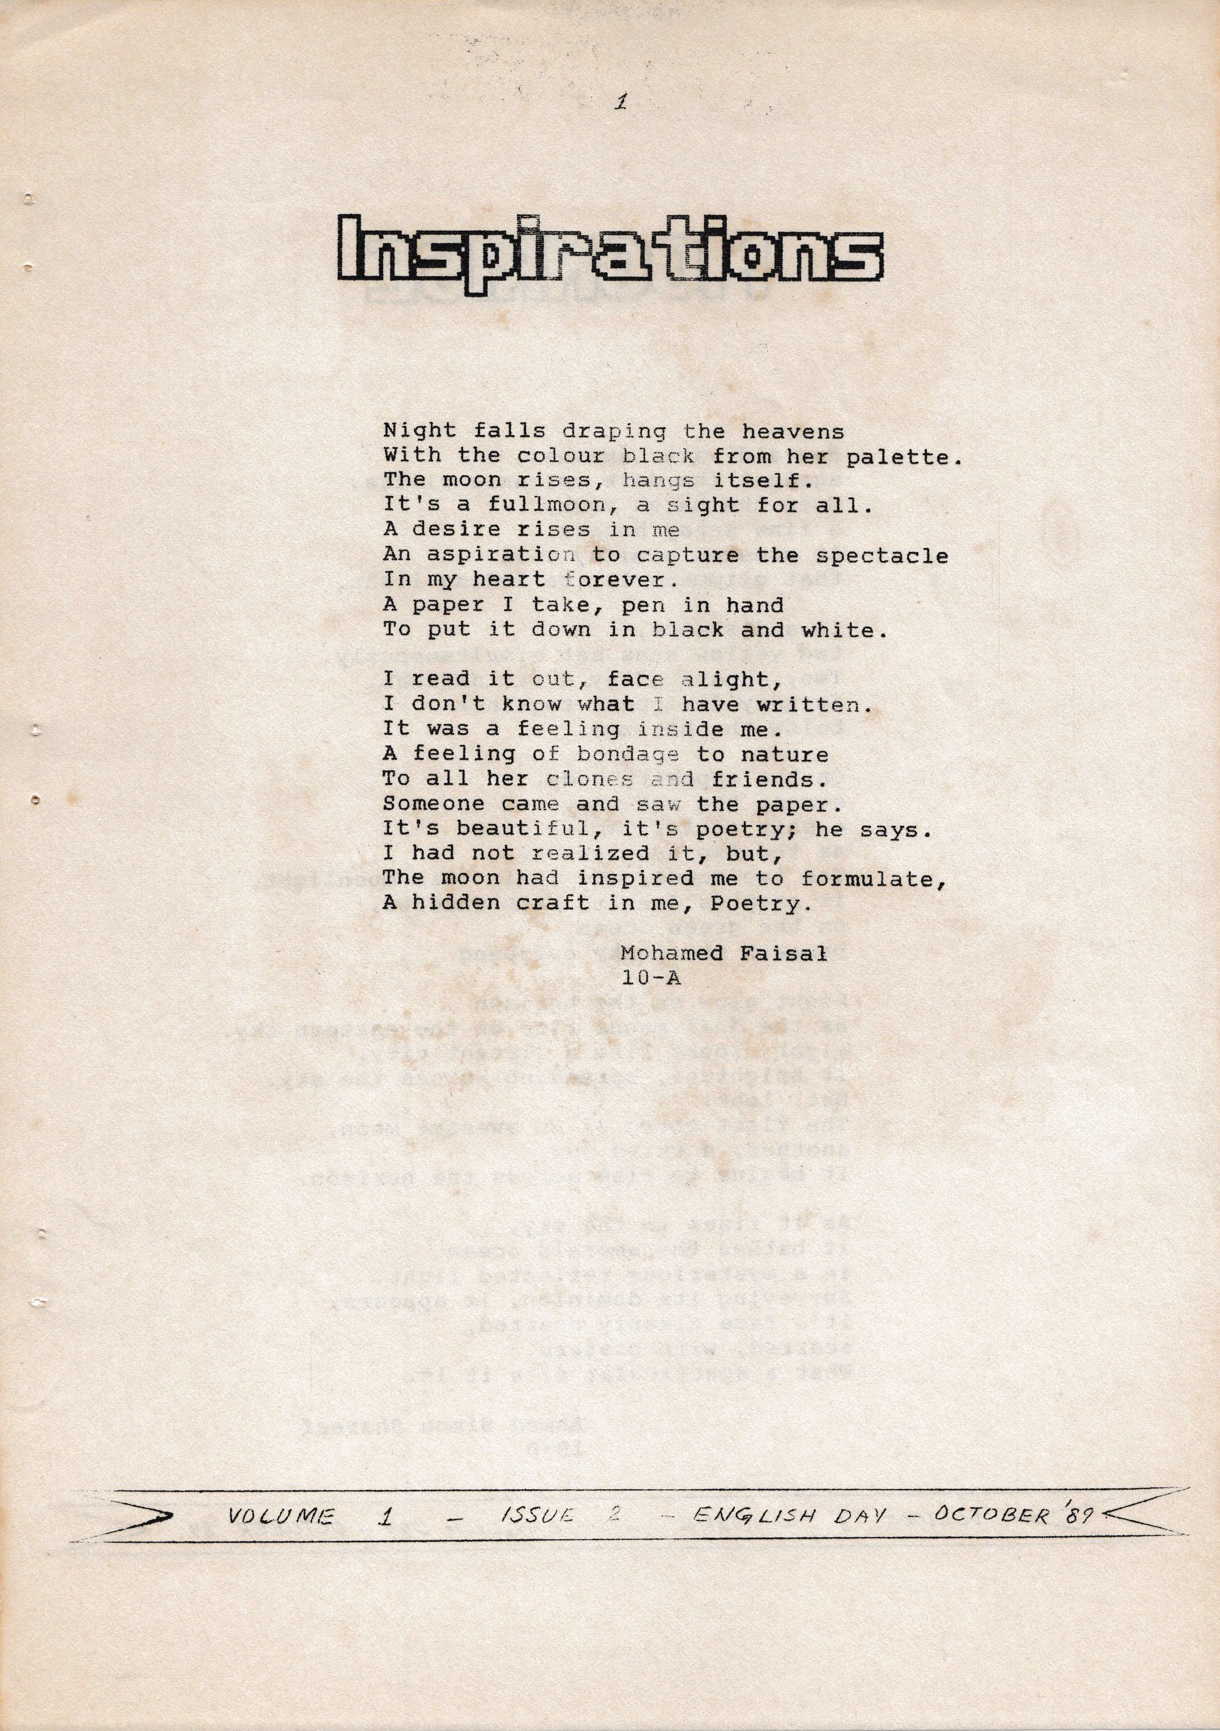 1
Inspirations
Night falls draping the heavens
With the colour black from her palette.
The moon rises, hangs itself.
It's a fullmoon, a sight for all.
A desire rises in me
An aspiration to capture the spectacle
In my heart forever.
A paper I take, pen in hand
To put it down in black and white.
I read it out, face alight,
I don't know what I have written.
It was a feeling inside me.
A feeling of bondage to nature
To all her clones and friends.
Someone came and saw the paper.
It's beautiful, it's poetry; he says.
I had not realized it, but,
The moon had inspired me to formulate,
A hidden craft in me, Poetry.
Mohamed Faisal
10-A
VOLUME 1 - ISSUE 2 - ENGLISH DAY - OCTOBER '89